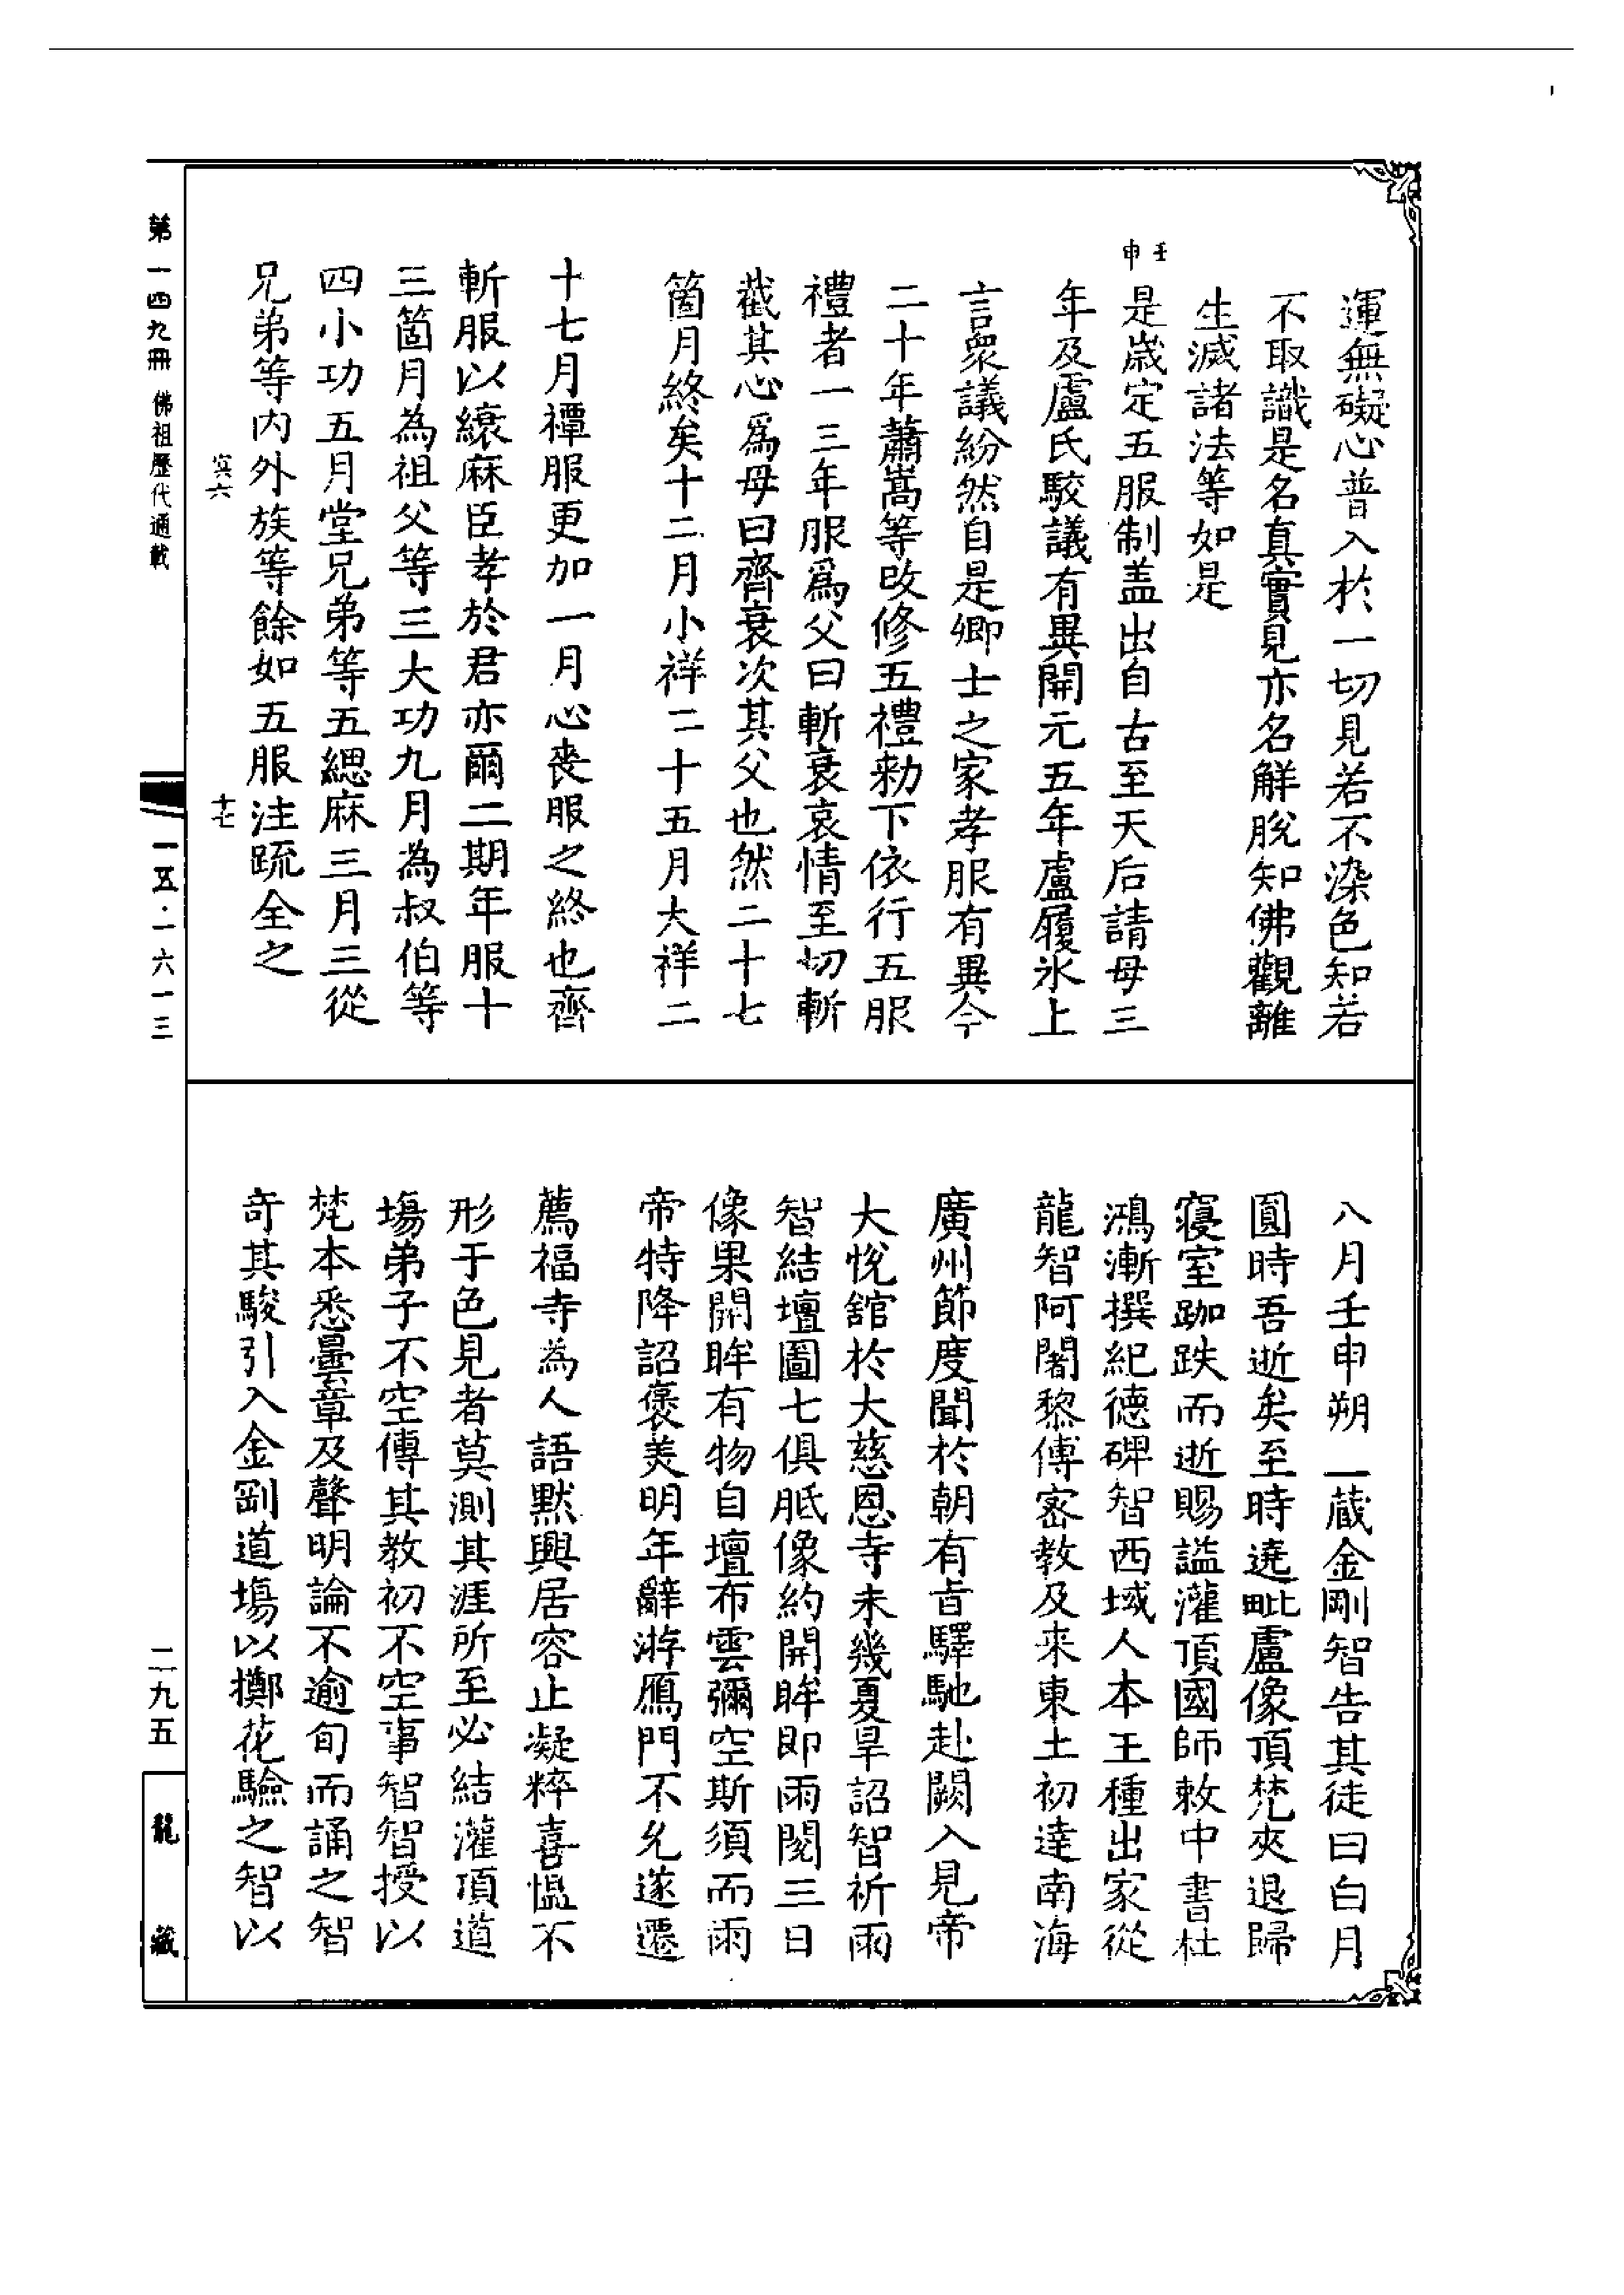 運無礙心普入於一切見若不染色知若
不取識是名真實見亦名解脫知佛觀離
生滅諸法等如是
壬申
是歲定五服制盖出自古至天后請母三
年及盧氏駮議有異開元五年盧履冰上
言衆議紛然自是卿士之家孝服有異今
二十年蕭嵩等改修五禮勑下依行五服
禮者一三年服爲父曰斬衰哀情至切斬
截其心爲母曰齊衰次其父也然二十七
箇月終矣十二月小祥二十五月大祥二
十七月禫服更加一月心喪服之終也齊
斬服以縗麻臣孝於君亦爾二期年服十
三箇月為祖父等三大功九月為叔伯等
四小功五月堂兄弟等五緦麻三月三從
兄弟等內外族等餘如五服注疏全之
八月壬申朔一藏金剛智告其徒曰白月
圓時吾逝矣至時遶毗盧像頂梵夾退歸
寢室跏趺而逝賜謚灌頂國師敕中書杜
鴻漸撰紀德碑智西域人本王種出家從
龍智阿闍黎傳密教及来東土初達南海
廣州節度聞於朝有旨驛馳赴闕入見帝
大悅舘於大慈恩寺未幾夏旱詔智祈雨
智結壇圖七俱胝像約開眸即雨閱三日
像果開眸有物自壇布雲彌空斯須而雨
帝特降詔褒美明年辭游鴈門不允遂遷
薦福寺為人語默興居容止凝粹喜慍不
形于色見者莫測其涯所至必結灌頂道
塲弟子不空傳其教初不空事智智授以
梵本悉曇章及聲明論不逾旬而誦之智
奇其駿引入金剛道塲以擲花驗之智以
第一四九冊 佛祖歷代通載
冥六
十七
一五·一六一三
二九五
龍藏